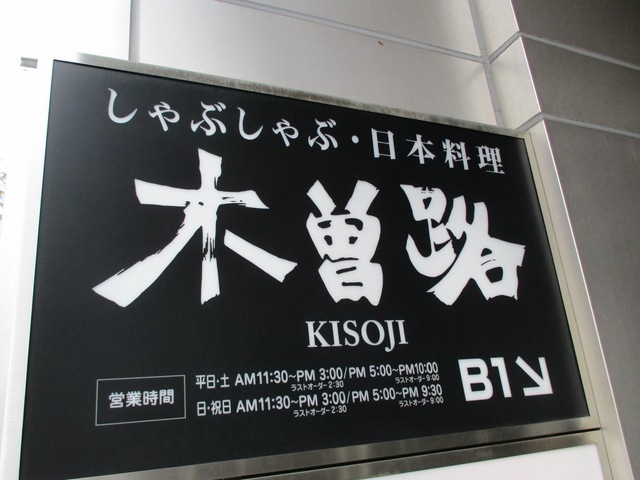 しゃぶしゃぶ・日本料理
木曽路
KISOJI
営業時間
平日・土 AM11:30~PM 3:00/PM 5:00~PM10:00
ラストオーダー2:30 ラストオーダー9:00
日・祝日 AM11:30~PM 3:00/PM 5:00~PM 9:30
ラストオーダー2:30 ラストオーダー9:00
B1↘